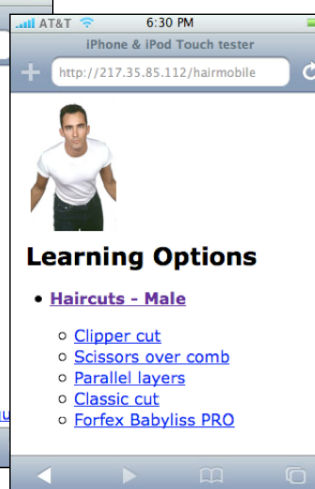 AT&T 6:30 PM
iPhone & iPod Touch tester
http://217.35.85.112/hairmobile
Learning Options
Haircuts - Male
Clipper cut
Scissors over comb
Parallel layers
Classic cut
Forfex Babyliss PRO